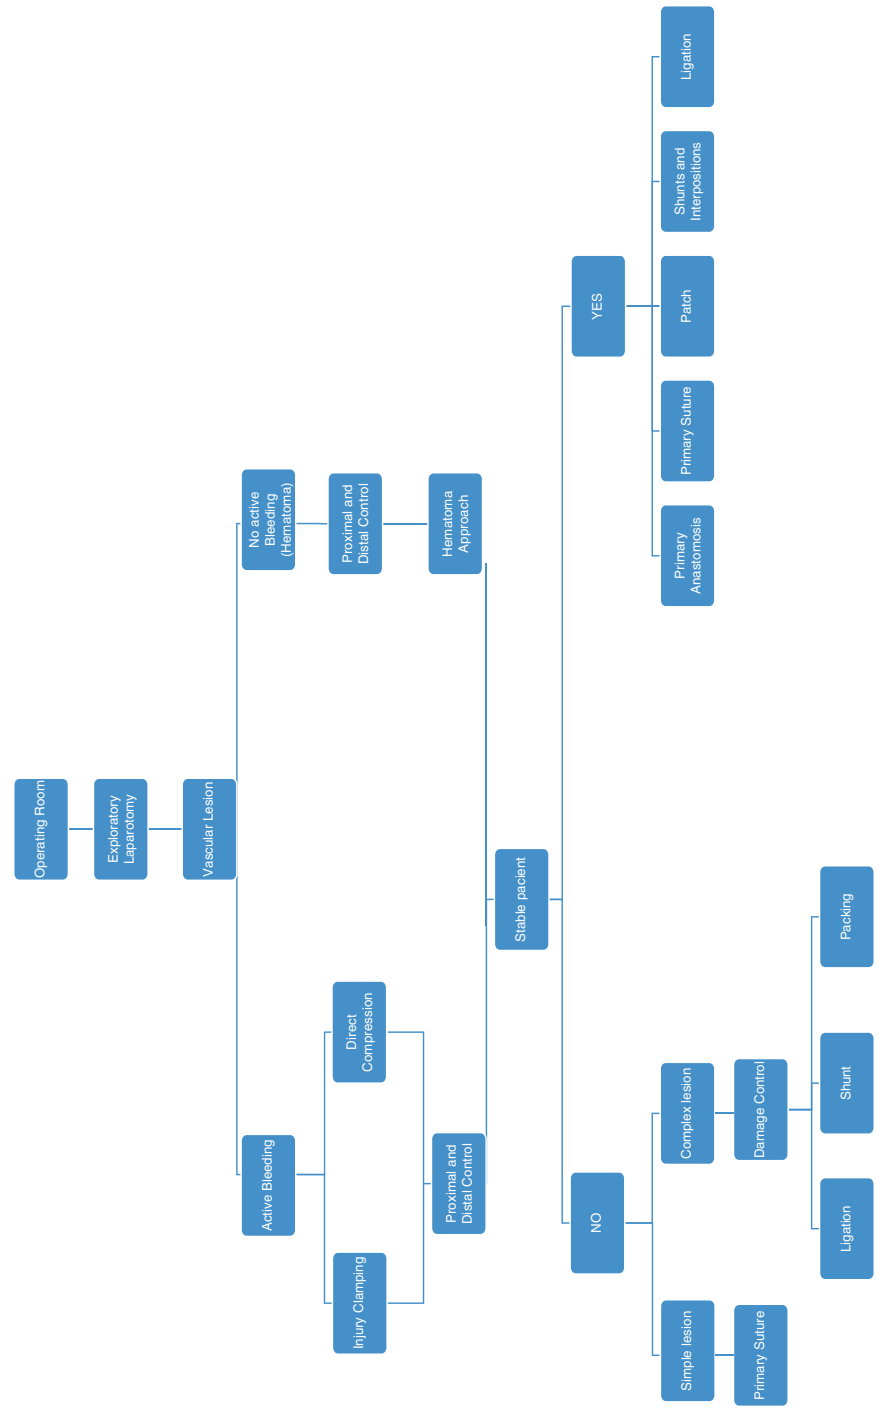 Operating Room
Exploratory
Laparotomy
Vascular Lesion
Active Bleeding
No active
Bleeding
(Hematoma)
Injury Clamping
Direct
Compression
Proximal and
Distal Control
Proximal and
Distal Control
Hematoma
Approach
Stable pacient
NO
YES
Simple lesion
Complex lesion
Primary
Anastomosis
Primary Suture
Patch
Shunts and
Interpositions
Ligation
Primary Suture
Damage Control
Ligation
Shunt
Packing